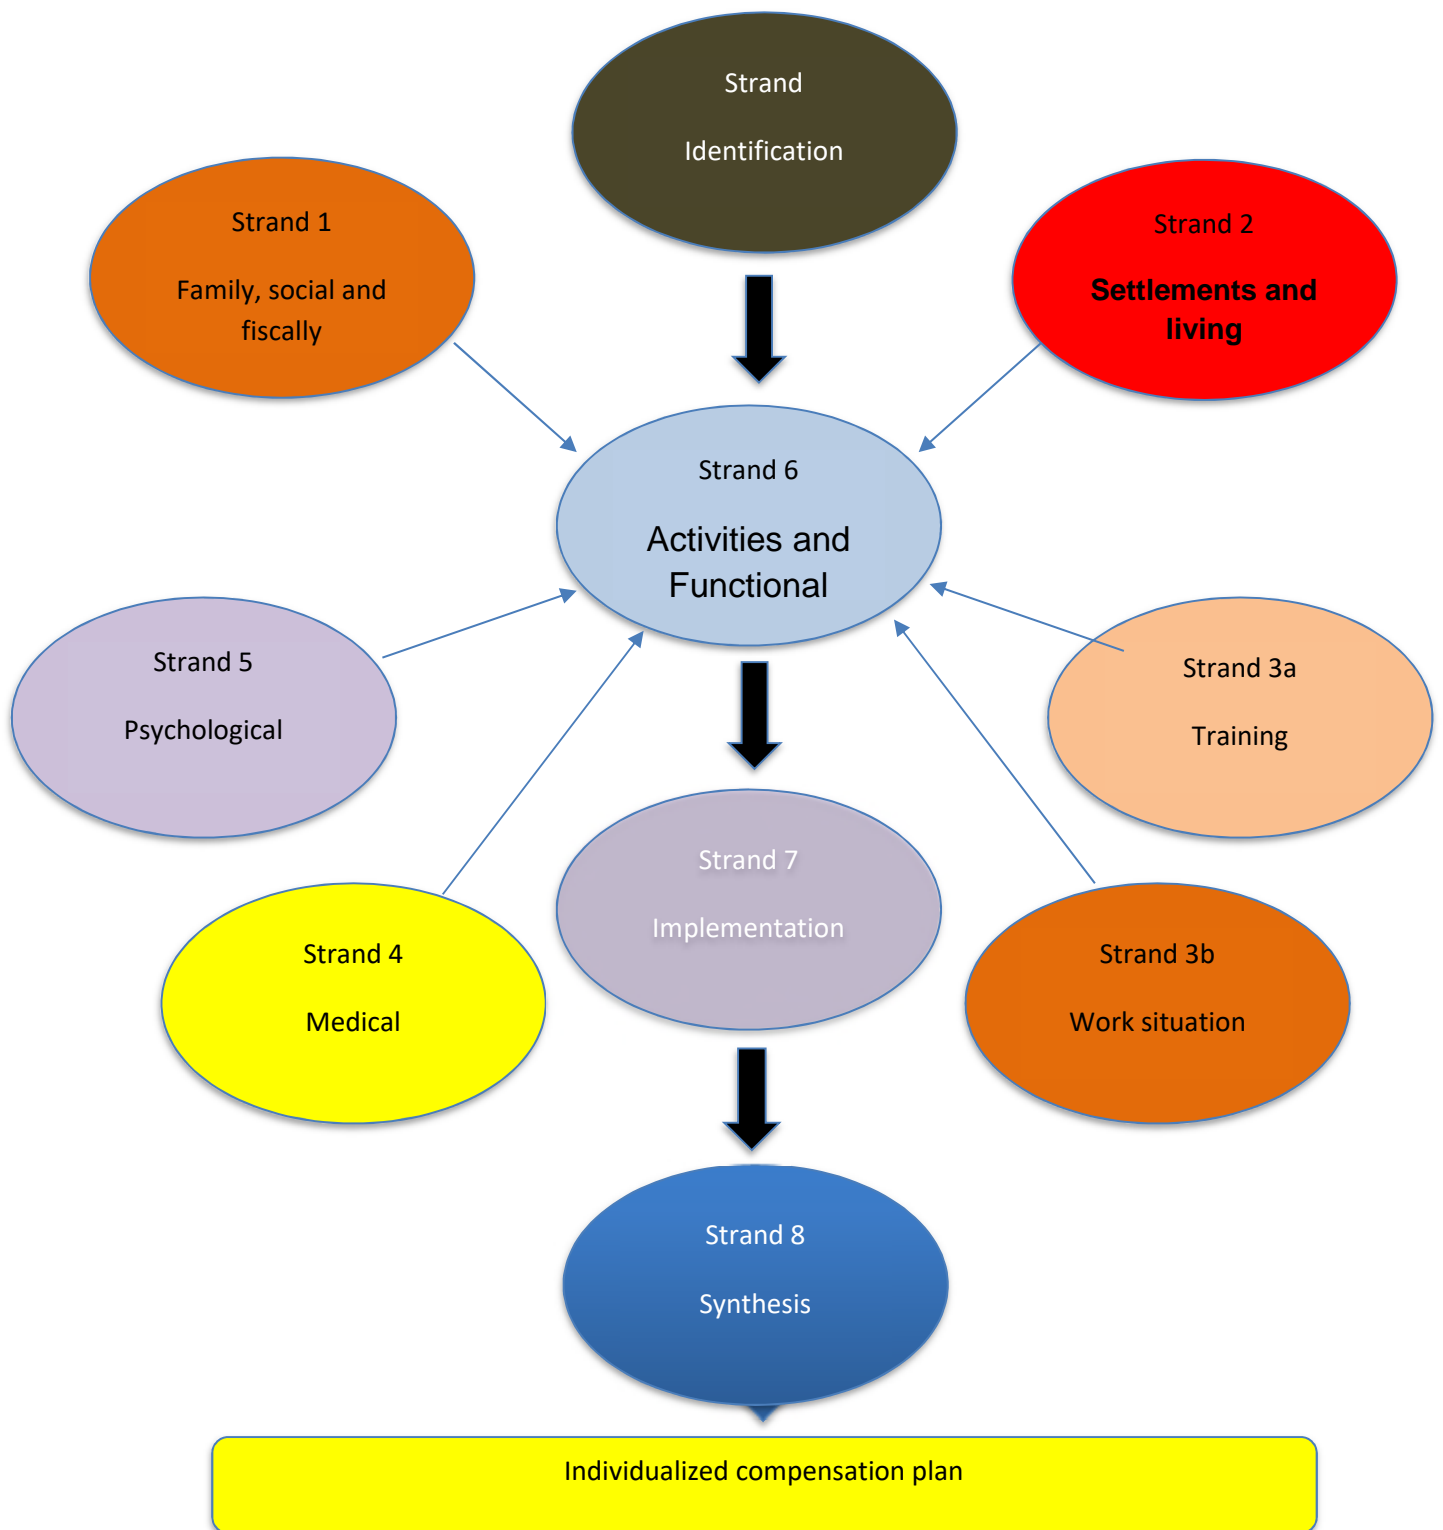 Strand
Identification
Strand 1
Family, social and
fiscally
Strand 2
Settlements and
living
Strand 6
Activities and
Functional
Strand 5
Psychological
Strand 3a
Training
Strand 7
Implementation
Strand 4
Medical
Strand 3b
Work situation
Strand 8
Synthesis
Individualized compensation plan